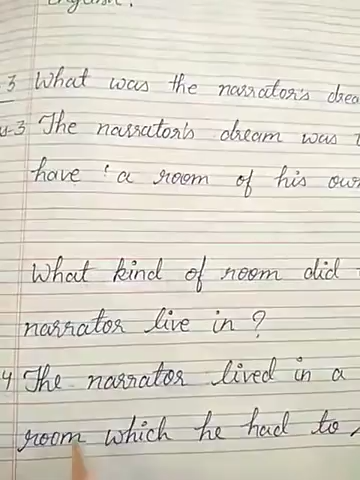 English.
3 What was the narrator's
3 The narrator's dream was
have a room of his own
What kind of room did
narrator live in?
4 The narrator lived in a
room which he had to